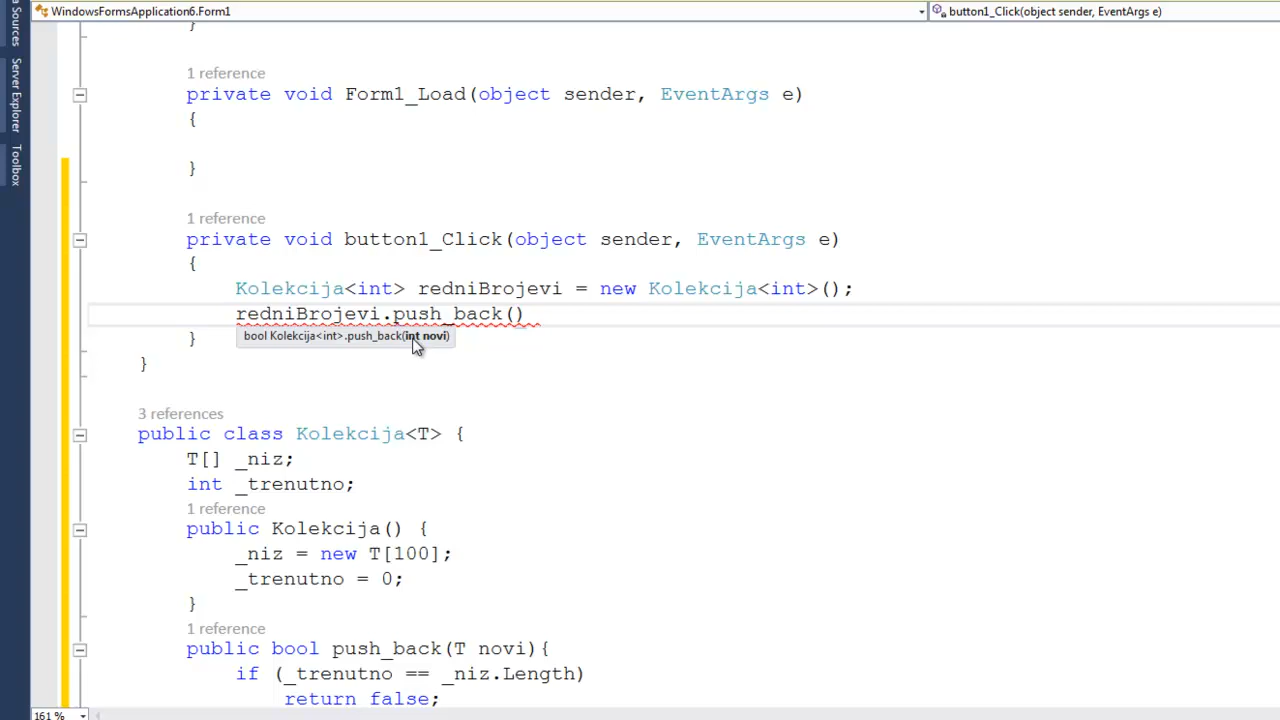 WindowsFormsApplication6.Form1
button1_Click(object sender, EventArgs e)
a Sources
Server Explorer
Toolbox
}
1 reference
private void Form1_Load(object sender, EventArgs e)
{
}
1 reference
private void button1_Click(object sender, EventArgs e)
{
Kolekcija<int> redniBrojevi = new Kolekcija<int>();
redniBrojevi.push_back()
bool Kolekcija<int>.push_back(int novi)
}
}
3 references
public class Kolekcija<T> {
T[] _niz;
int _trenutno;
1 reference
public Kolekcija() {
_niz = new T[100];
_trenutno = 0;
}
1 reference
public bool push_back(T novi){
if (_trenutno == _niz.Length)
return false;
161 %